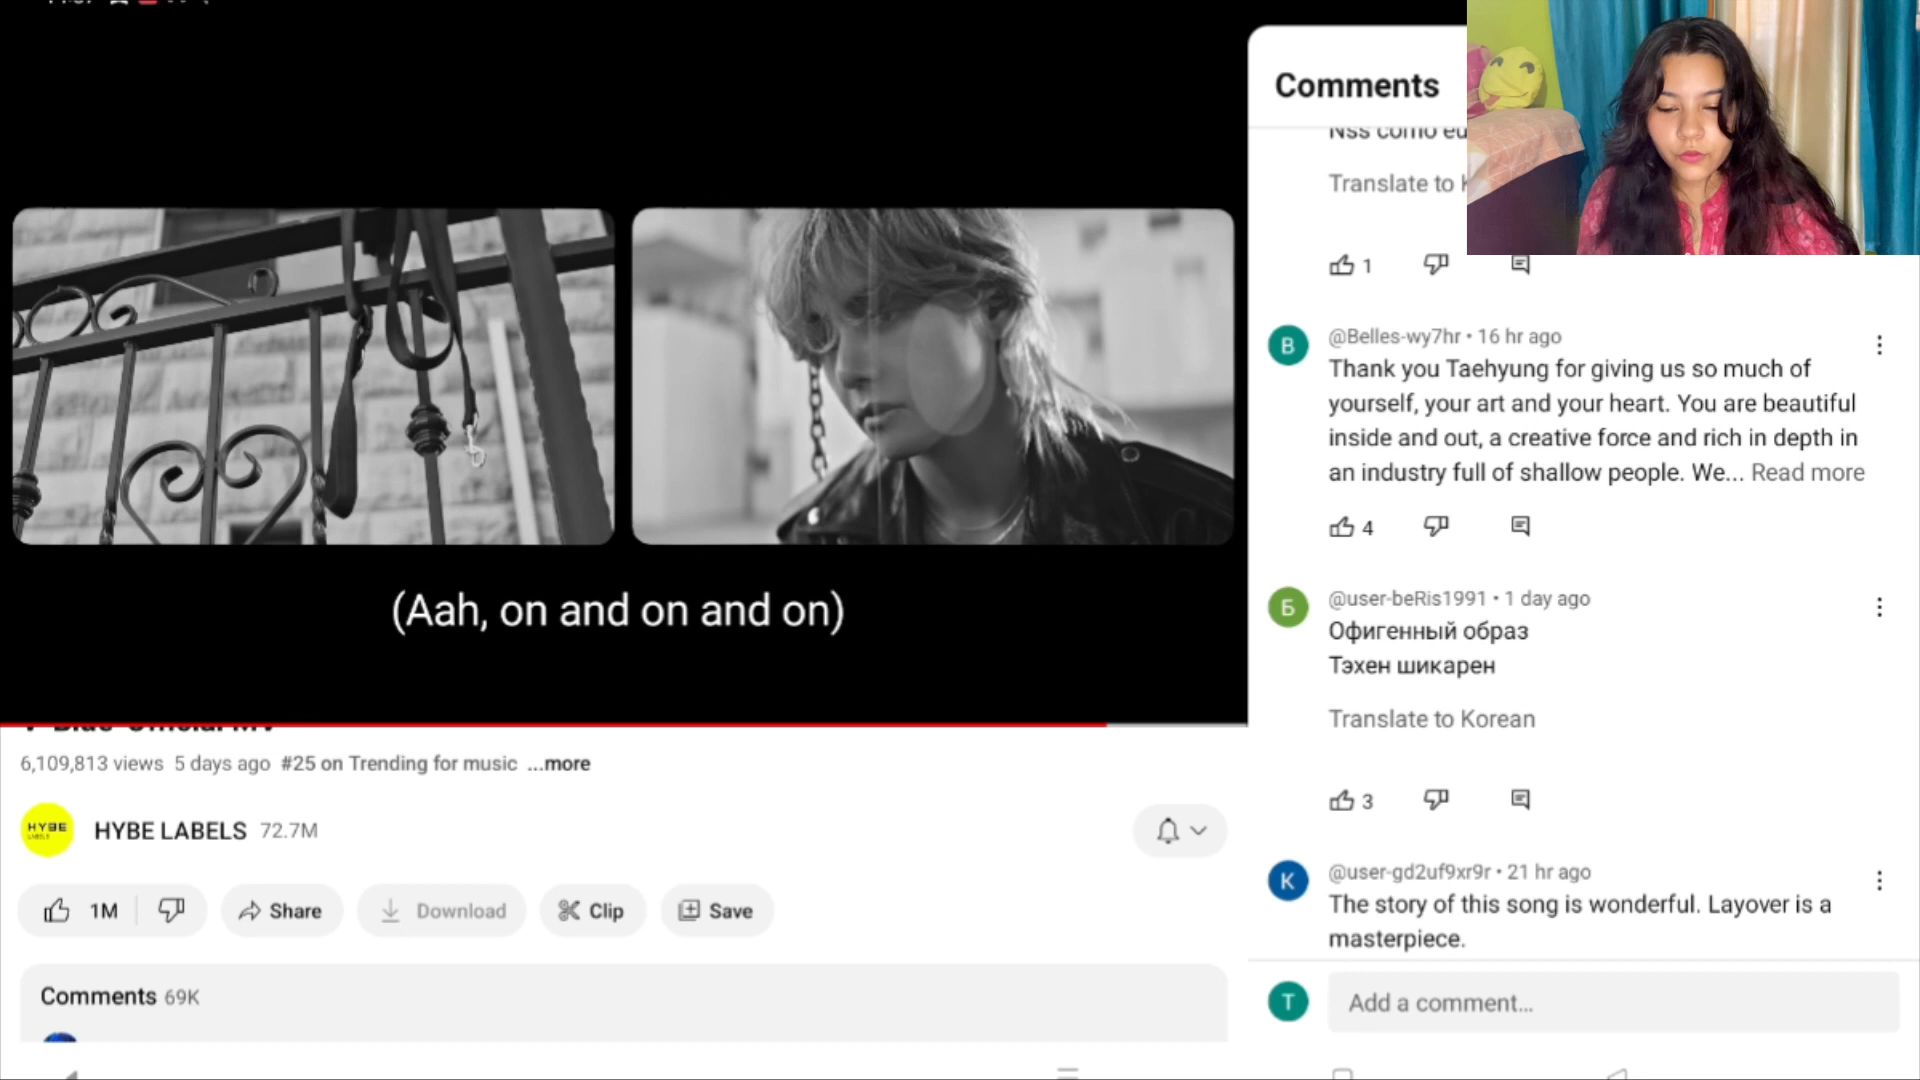 Comments
Nss como eu
Translate to
1
@Belles-wy7hr • 16 hr ago
Thank you Taehyung for giving us so much of
yourself, your art and your heart. You are beautiful
inside and out, a creative force and rich in depth in
an industry full of shallow people. We... Read more
4
(Aah, on and on and on)
@user-beRis1991 • 1 day ago
Офигенный образ
Тэхен шикарен
Translate to Korean
3
6,109,813 views 5 days ago #25 on Trending for music ...more
HYBE
LABELS
HYBE LABELS 72.7M
1M
Share
Download
Clip
Save
@user-gd2uf9xr9r • 21 hr ago
The story of this song is wonderful. Layover is a
masterpiece.
Comments 69K
Add a comment...
B
Б
K
T